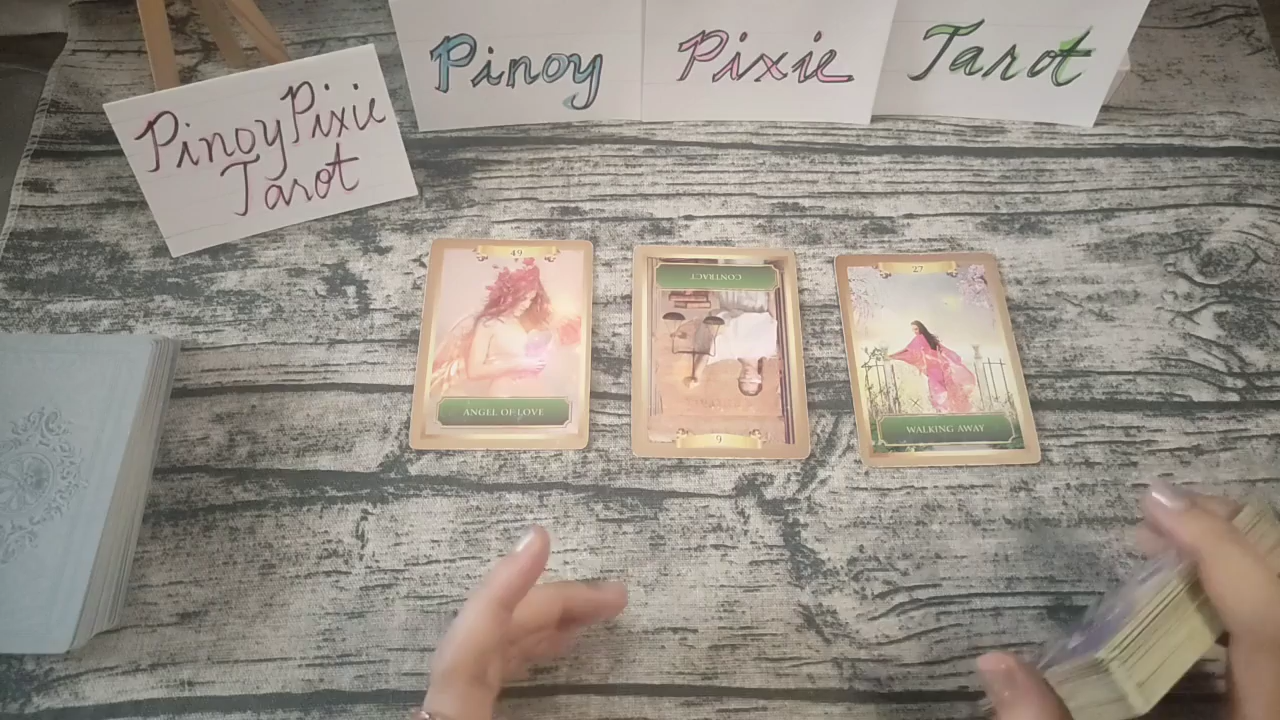 Pinoy Pixie Tarot
PinoyPixie
Tarot
49
ANGEL OF LOVE
CONTRACT
9
27
WALKING AWAY